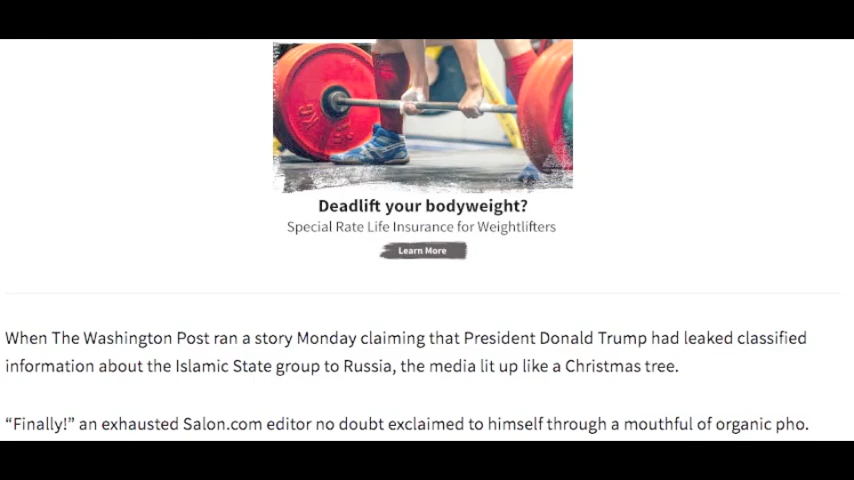 Deadlift your bodyweight?
Special Rate Life Insurance for Weightlifters
Learn More
When The Washington Post ran a story Monday claiming that President Donald Trump had leaked classified
information about the Islamic State group to Russia, the media lit up like a Christmas tree.
“Finally!” an exhausted Salon.com editor no doubt exclaimed to himself through a mouthful of organic pho.